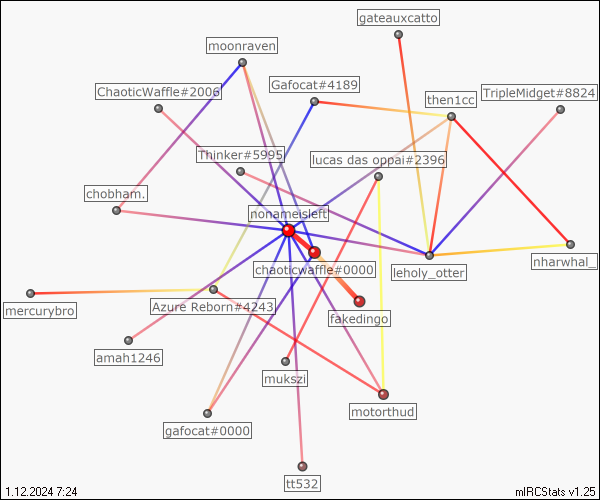 gateauxcatto
moonraven
Gafocat#4189
ChaoticWaffle#2006
TripleMidget#8824
then1cc
Thinker#5995
lucas das oppai#2396
chobham.
nonameisleft
chaoticwaffle#0000
leholy_otter
nharwhal_
mercurybro
Azure Reborn#4243
fakedingo
amah1246
mukszi
motorthud
gafocat#0000
tt532
1.12.2024 7:24
mIRCStats v1.25